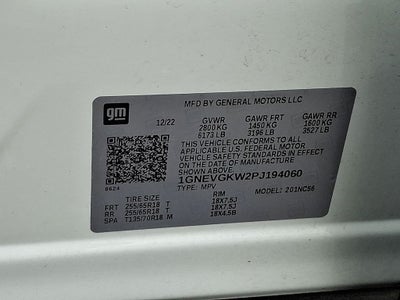 gm
MFD BY GENERAL MOTORS LLC
12/22 GVWR GAWR FRT GAWR RR
2800 KG 1450 KG 1600 KG
6173 LB 3196 LB 3527 LB
THIS VEHICLE CONFORMS TO ALL
APPLICABLE U.S. FEDERAL MOTOR
VEHICLE SAFETY STANDARDS IN EFFECT
ON THE DATE OF MANUFACTURE
SHOWN ABOVE.
1GNEVGKW2PJ194060
8624 TYPE: MPV MODEL: 201NC56
TIRE SIZE RIM
FRT 255/65R18 T 18X7.5J
RR 255/65R18 T 18X7.5J
SPA T135/70R18 M 18X4.5B